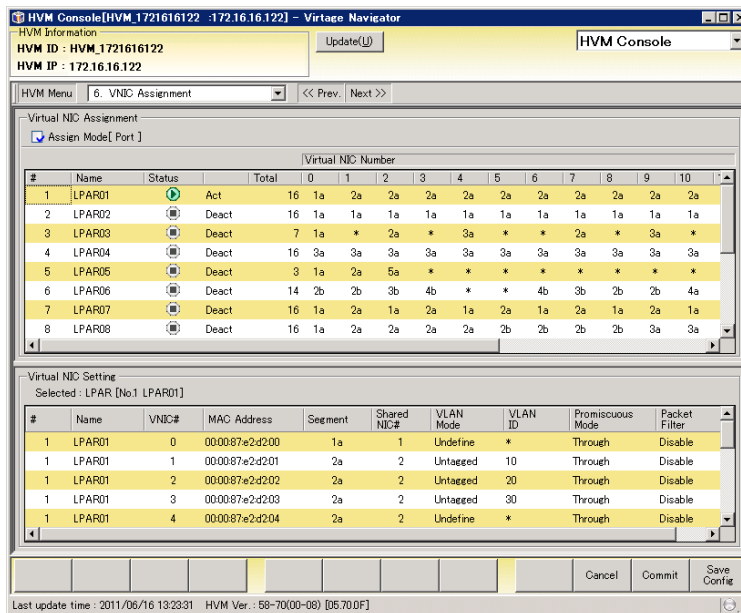 HVM Console[HVM_1721616122 :172.16.16.122] - Virtage Navigator
HVM Information
HVM ID : HVM_1721616122
HVM IP : 172.16.16.122
Update(U)
HVM Console
HVM Menu 6. VNIC Assignment << Prev. Next >>
Virtual NIC Assignment
Assign Mode[ Port ]
Virtual NIC Number
# Name Status Total 0 1 2 3 4 5 6 7 8 9 10
1 LPAR01 Act 16 1a 2a 2a 2a 2a 2a 2a 2a 2a 2a 2a
2 LPAR02 Deact 16 1a 1a 1a 1a 1a 1a 1a 1a 1a 1a 1a
3 LPAR03 Deact 7 1a * 2a * 3a * * 2a * 3a *
4 LPAR04 Deact 16 3a 3a 3a 3a 3a 3a 3a 3a 3a 3a 3a
5 LPAR05 Deact 3 1a 2a 5a * * * * * * * *
6 LPAR06 Deact 14 2b 2b 3b 4b * * 4b 3b 2b 2b 4a
7 LPAR07 Deact 16 1a 2a 1a 2a 1a 2a 1a 2a 1a 2a 1a
8 LPAR08 Deact 16 1a 2a 2a 2a 2a 2b 2b 2b 2b 3a 3a
Virtual NIC Setting
Selected : LPAR [No.1 LPAR01]
# Name VNIC# MAC Address Segment Shared NIC# VLAN Mode VLAN ID Promiscuous Mode Packet Filter
1 LPAR01 0 00:00:87:e2:d2:00 1a 1 Undefine * Through Disable
1 LPAR01 1 00:00:87:e2:d2:01 2a 2 Untagged 10 Through Disable
1 LPAR01 2 00:00:87:e2:d2:02 2a 2 Untagged 20 Through Disable
1 LPAR01 3 00:00:87:e2:d2:03 2a 2 Untagged 30 Through Disable
1 LPAR01 4 00:00:87:e2:d2:04 2a 2 Undefine * Through Disable
Cancel Commit Save Config
Last update time : 2011/06/16 13:23:31 HVM Ver. : 58-70(00-08) [05.70.0F]